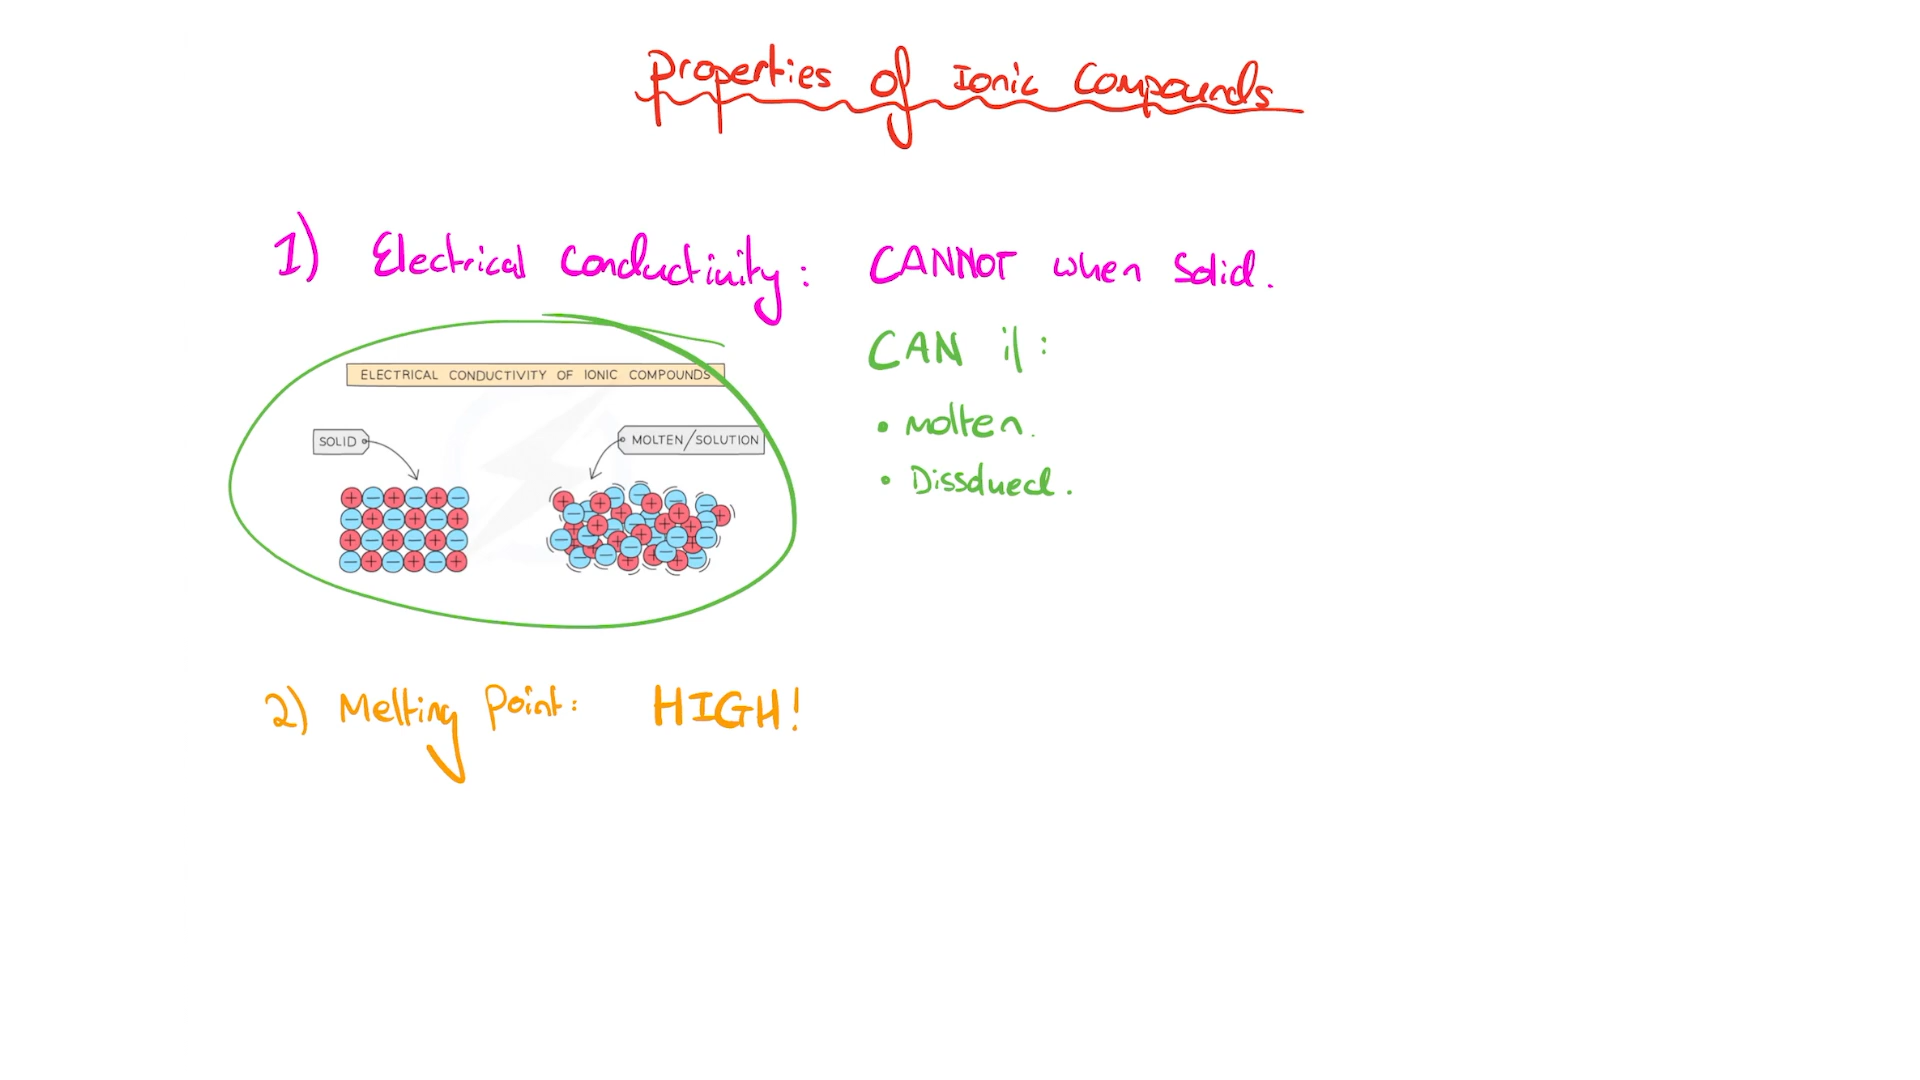 Properties of Ionic Compounds
1) Electrical Conductivity: CANNOT when Solid.
CAN if:
ELECTRICAL CONDUCTIVITY OF IONIC COMPOUNDS
• Molten.
SOLID
MOLTEN/SOLUTION
• Dissolved.
2) Melting Point: HIGH!